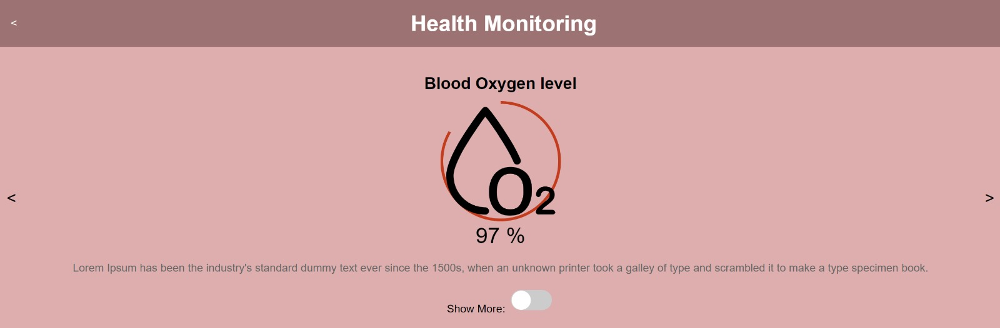 < Health Monitoring
Blood Oxygen level
O2
< >
97 %
Lorem Ipsum has been the industry's standard dummy text ever since the 1500s, when an unknown printer took a galley of type and scrambled it to make a type specimen book.
Show More: